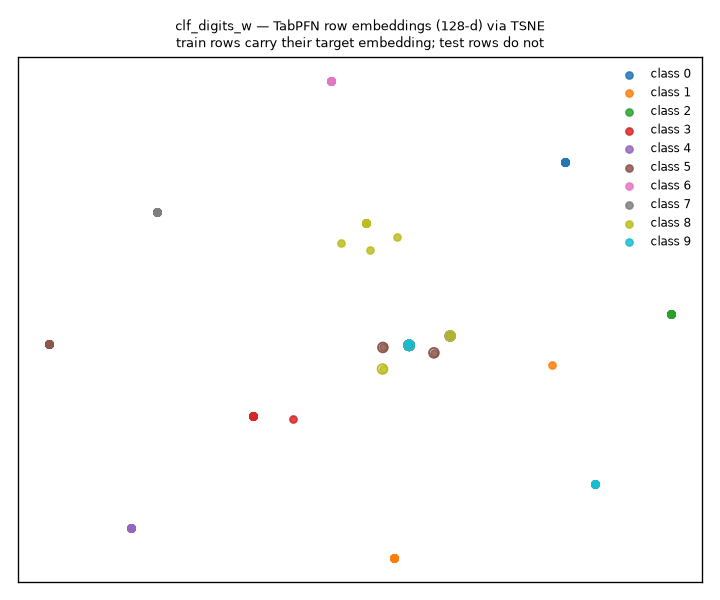 clf_digits_w — TabPFN row embeddings (128-d) via TSNE
train rows carry their target embedding; test rows do not
class 0
class 1
class 2
class 3
class 4
class 5
class 6
class 7
class 8
class 9